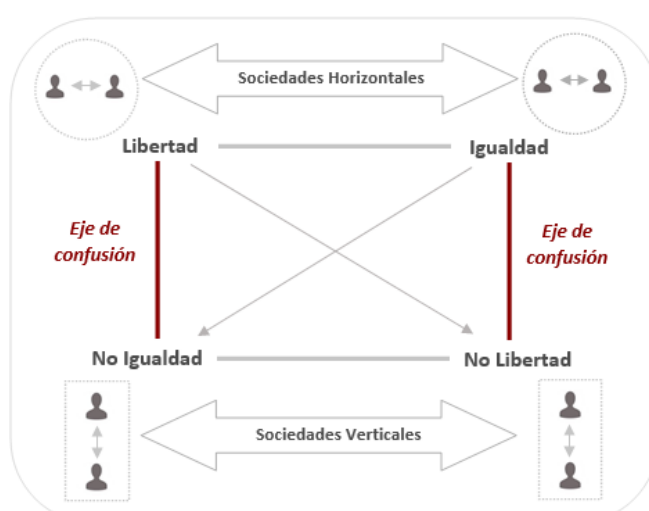 Sociedades Horizontales
Libertad
Igualdad
Eje de
confusión
Eje de
confusión
No Igualdad
No Libertad
Sociedades Verticales